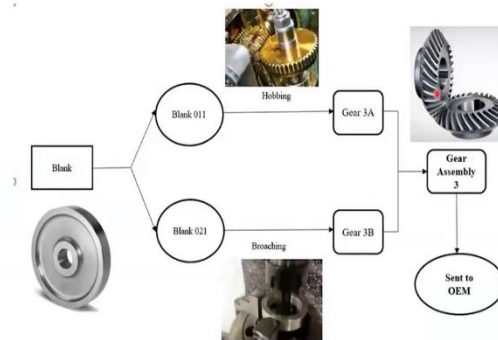 Hobbing
Blank 011
Gear 3A
Blank
Gear
Assembly
3
Blank 021
Gear 3B
Broaching
Sent to
OEM